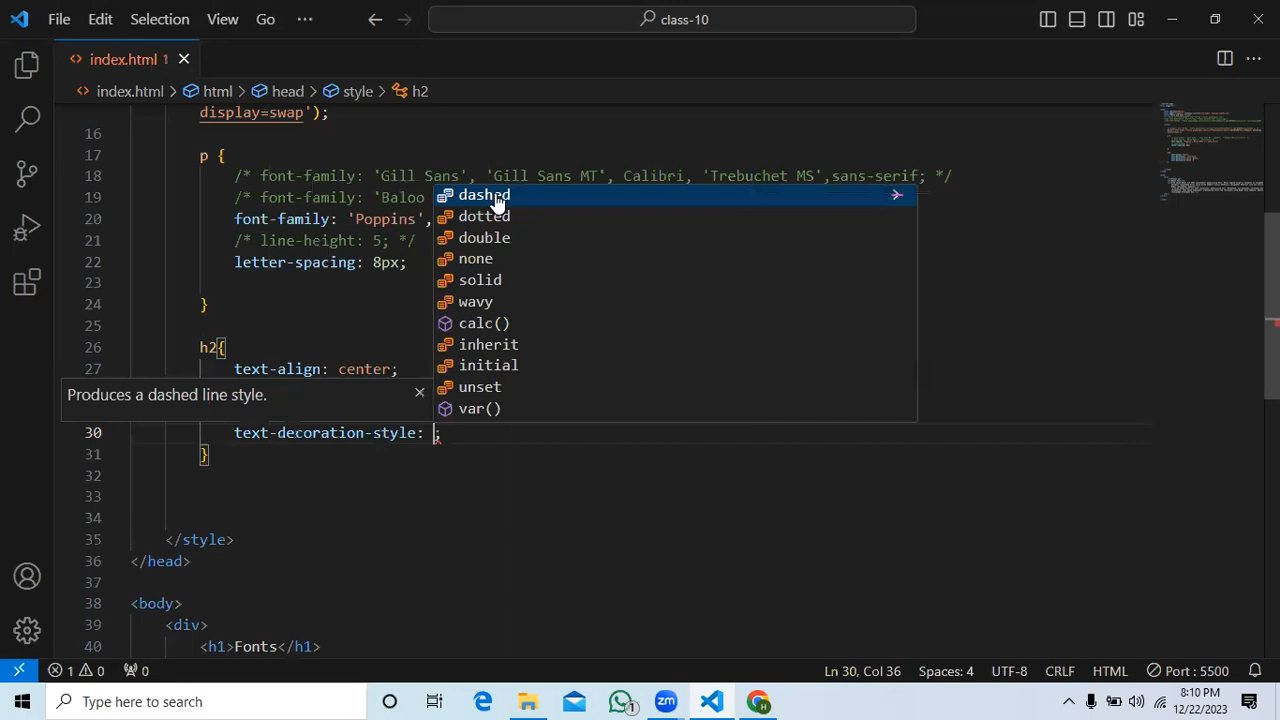 File Edit Selection View Go ··· class-10
index.html 1
index.html > html > head > style > h2
display=swap');
16
17 p {
18 /* font-family: 'Gill Sans', 'Gill Sans MT', Calibri, 'Trebuchet MS',sans-serif; */
19 /* font-family: 'Baloo
20 font-family: 'Poppins',
21 /* line-height: 5; */
22 letter-spacing: 8px;
23
24 }
25
26 h2{
27 text-align: center;
dashed
dotted
double
none
solid
wavy
calc()
inherit
initial
unset
var()
Produces a dashed line style.
30 text-decoration-style: ;
31 }
32
33
34
35 </style>
36 </head>
37
38 <body>
39 <div>
40 <h1>Fonts</h1>
1 0 0 Ln 30, Col 36 Spaces: 4 UTF-8 CRLF HTML Port : 5500
Type here to search 1 8:10 PM
12/22/2023